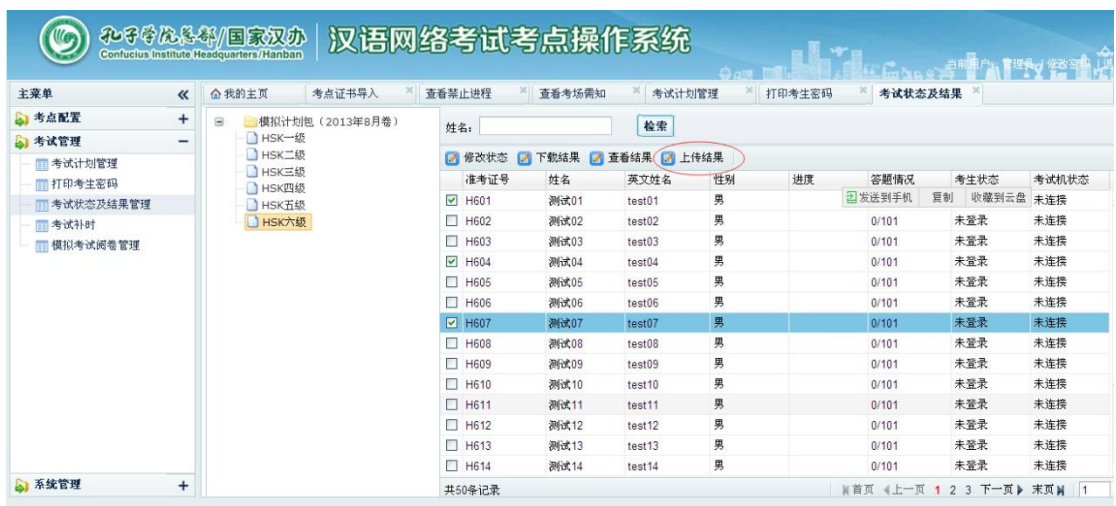 孔子学院总部/国家汉办 汉语网络考试考点操作系统
Confucius Institute Headquarters/Hanban
当前用户：管理员 修改密码
主菜单 我的主页 考点证书导入 查看禁止进程 查看考场需知 考试计划管理 打印考生密码 考试状态及结果
考点配置
考试管理
考试计划管理
打印考生密码
考试状态及结果管理
考试补时
模拟考试阅卷管理
系统管理
模拟计划包（2013年8月卷）
HSK一级
HSK二级
HSK三级
HSK四级
HSK五级
HSK六级
姓名： 检索
修改状态 下载结果 查看结果 上传结果
准考证号 姓名 英文姓名 性别 进度 答题情况 考生状态 考试机状态
H601 测试01 test01 男 发送到手机 复制 收藏到云盘 未连接
H602 测试02 test02 男 0/101 未登录 未连接
H603 测试03 test03 男 0/101 未登录 未连接
H604 测试04 test04 男 0/101 未登录 未连接
H605 测试05 test05 男 0/101 未登录 未连接
H606 测试06 test06 男 0/101 未登录 未连接
H607 测试07 test07 男 0/101 未登录 未连接
H608 测试08 test08 男 0/101 未登录 未连接
H609 测试09 test09 男 0/101 未登录 未连接
H610 测试10 test10 男 0/101 未登录 未连接
H611 测试11 test11 男 0/101 未登录 未连接
H612 测试12 test12 男 0/101 未登录 未连接
H613 测试13 test13 男 0/101 未登录 未连接
H614 测试14 test14 男 0/101 未登录 未连接
共50条记录 首页 上一页 1 2 3 下一页 末页 1